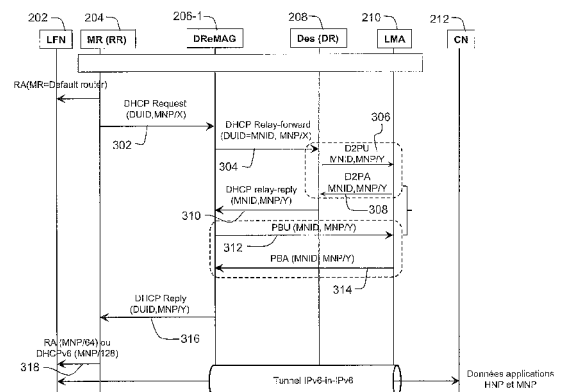 202 204 206-1 208 210 212
LFN MR (RR) DReMAG Des (DR) LMA CN
RA(MR=Default router)
DHCP Request
(DUID,MNP/X)
302
DHCP Relay-forward
(DUID=MNID, MNP/X)
304
306
D2PU
MNID,MNP/Y
D2PA
MNID,MNP/Y
308
DHCP relay-reply
(MNID,MNP/Y)
310
PBU (MNID, MNP/Y)
312
PBA (MNID, MNP/Y)
314
DHCP Reply
(DUID,MNP/Y)
316
RA (MNP/64) ou
DHCPv6 (MNP/128)
318
Tunnel IPv6-in-IPv6
Données applications
HNP et MNP